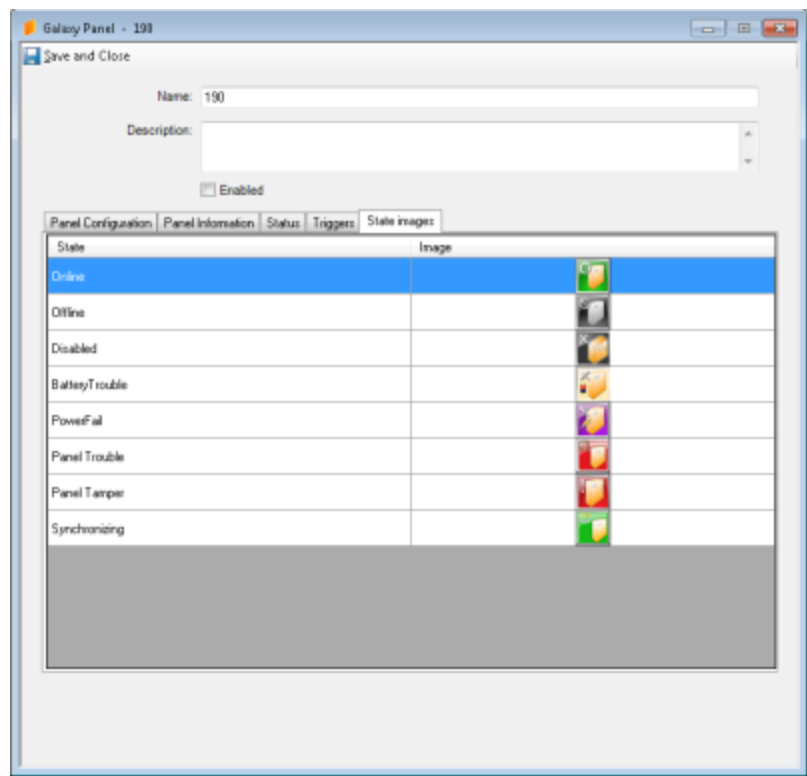 Galaxy Panel - 190
Save and Close
Name: 190
Description:
Enabled
Panel Configuration Panel Information Status Triggers State images
State Image
Online
Offline
Disabled
BatteryTrouble
PowerFail
Panel Trouble
Panel Tamper
Synchronizing